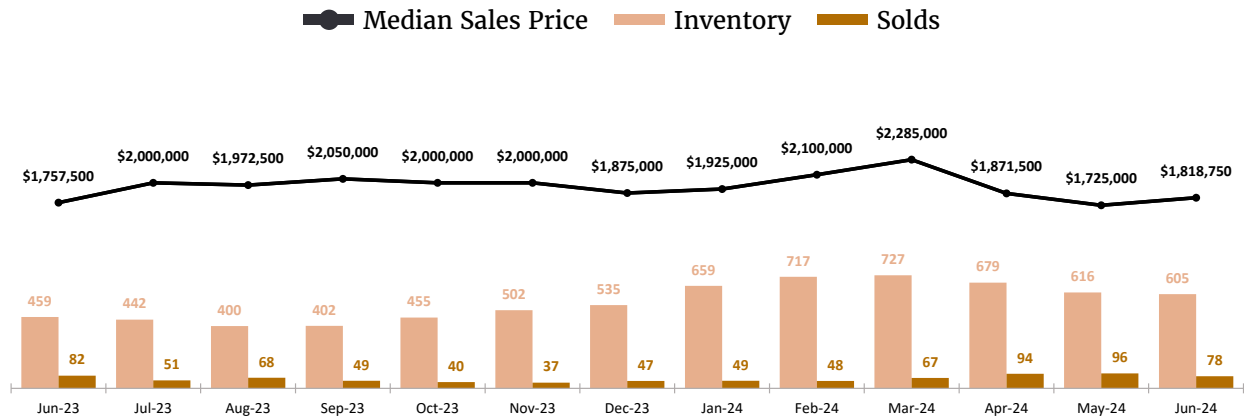 Median Sales Price Inventory Solds
$1,757,500 $2,000,000 $1,972,500 $2,050,000 $2,000,000 $2,000,000 $1,875,000 $1,925,000 $2,100,000 $2,285,000 $1,871,500 $1,725,000 $1,818,750
459 442 400 402 455 502 535 659 717 727 679 616 605
82 51 68 49 40 37 47 49 48 67 94 96 78
Jun-23 Jul-23 Aug-23 Sep-23 Oct-23 Nov-23 Dec-23 Jan-24 Feb-24 Mar-24 Apr-24 May-24 Jun-24